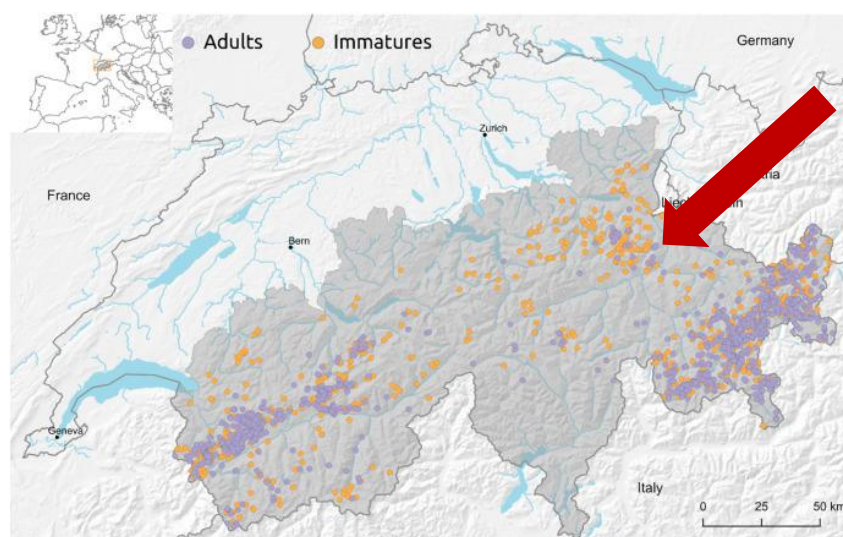 Adults
Immatures
Germany
Zurich
France
Bern
Geneva
Italy
0 25 50 km